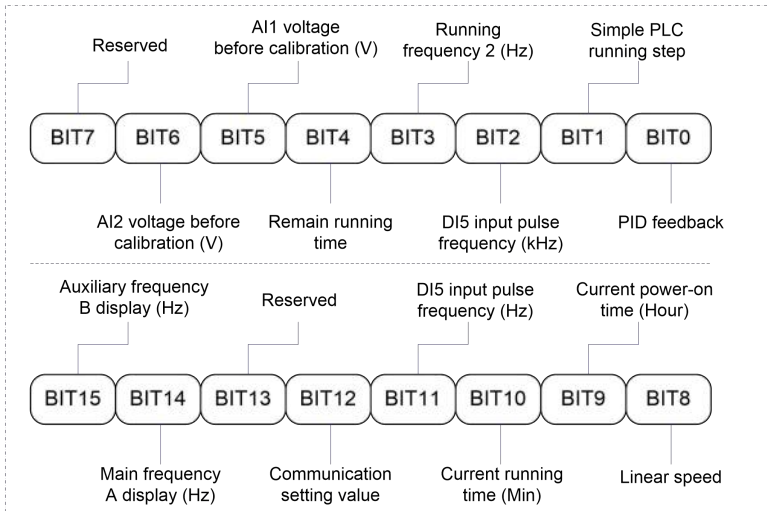 Reserved
AI1 voltage
before calibration (V)
Running
frequency 2 (Hz)
Simple PLC
running step
BIT7 BIT6 BIT5 BIT4 BIT3 BIT2 BIT1 BIT0
AI2 voltage before
calibration (V)
Remain running
time
DI5 input pulse
frequency (kHz)
PID feedback
Auxiliary frequency
B display (Hz)
Reserved
DI5 input pulse
frequency (Hz)
Current power-on
time (Hour)
BIT15 BIT14 BIT13 BIT12 BIT11 BIT10 BIT9 BIT8
Main frequency
A display (Hz)
Communication
setting value
Current running
time (Min)
Linear speed